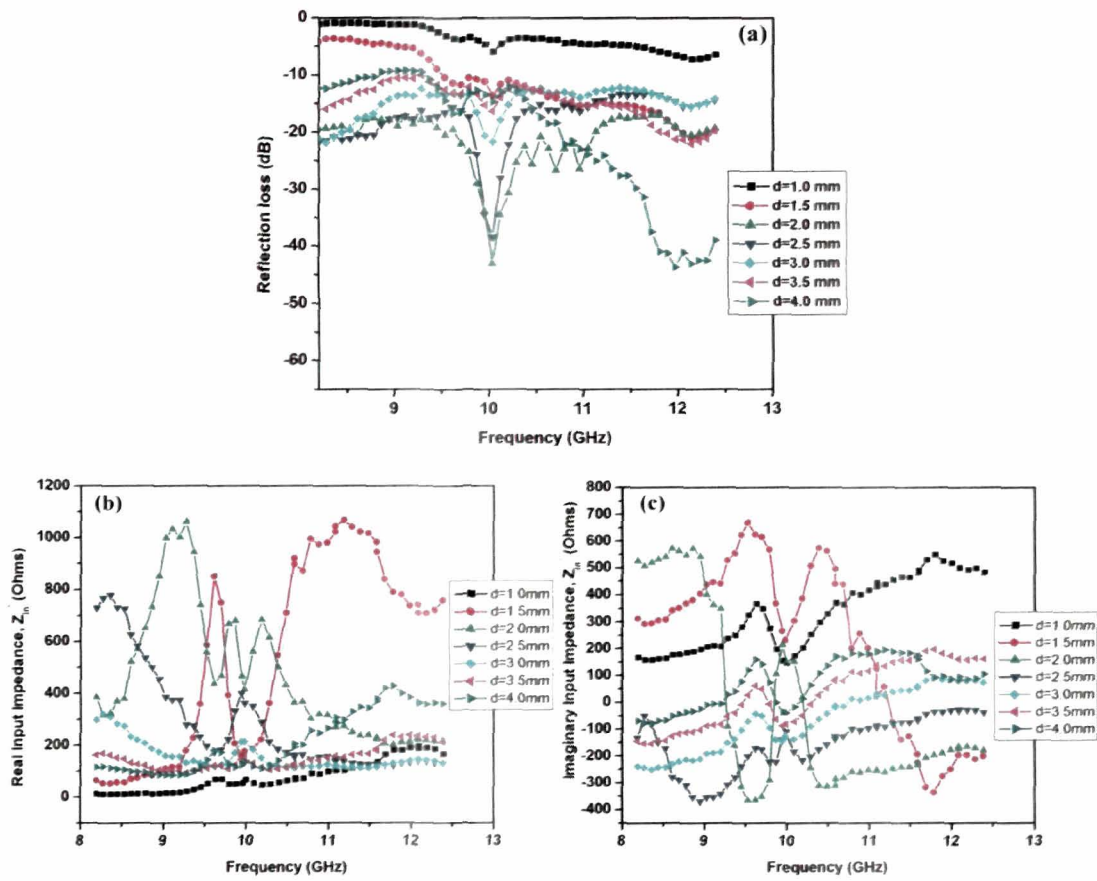 (a)
Reflection loss (dB)
0
-10
-20
-30
-40
-50
-60
9
10
11
12
13
Frequency (GHz)
d=1.0 mm
d=1.5 mm
d=2.0 mm
d=2.5 mm
d=3.0 mm
d=3.5 mm
d=4.0 mm
(b)
Real Input Impedance, Z'in (Ohms)
1200
1000
800
600
400
200
0
8
9
10
11
12
13
Frequency (GHz)
d=1 0mm
d=1 5mm
d=2 0mm
d=2 5mm
d=3 0mm
d=3 5mm
d=4 0mm
(c)
Imaginary Input Impedance, Z''in (Ohms)
800
700
600
500
400
300
200
100
0
-100
-200
-300
-400
-450
8
9
10
11
12
13
Frequency (GHz)
d=1 0mm
d=1 5mm
d=2 0mm
d=2 5mm
d=3 0mm
d=3 5mm
d=4 0mm